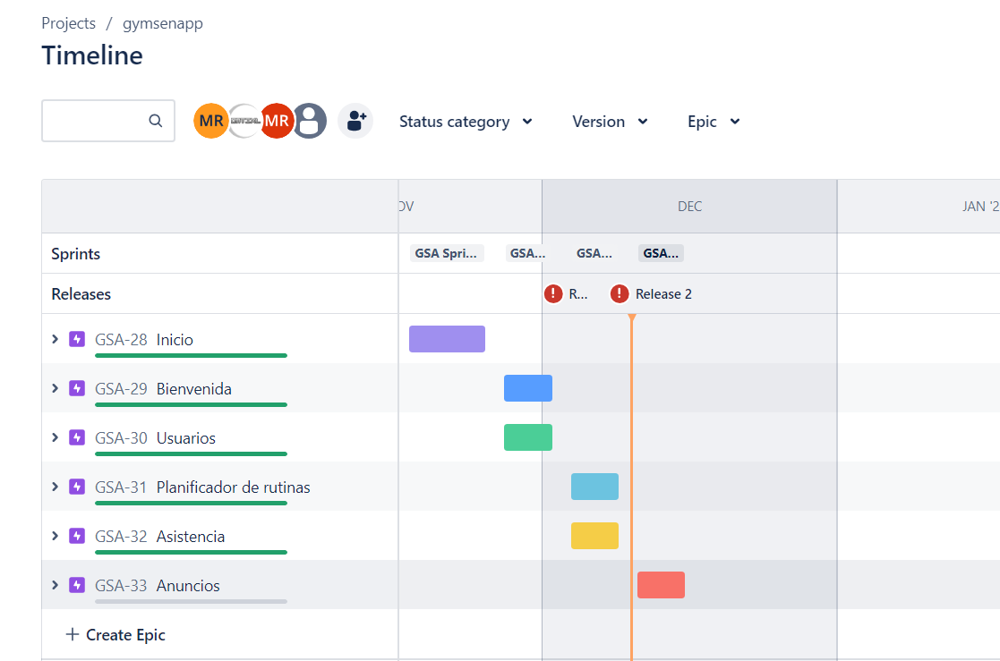 Projects / gymsenapp
Timeline
MR MR Status category Version Epic
OV DEC JAN '2
Sprints GSA Spri... GSA... GSA... GSA...
Releases R... Release 2
GSA-28 Inicio
GSA-29 Bienvenida
GSA-30 Usuarios
GSA-31 Planificador de rutinas
GSA-32 Asistencia
GSA-33 Anuncios
+ Create Epic